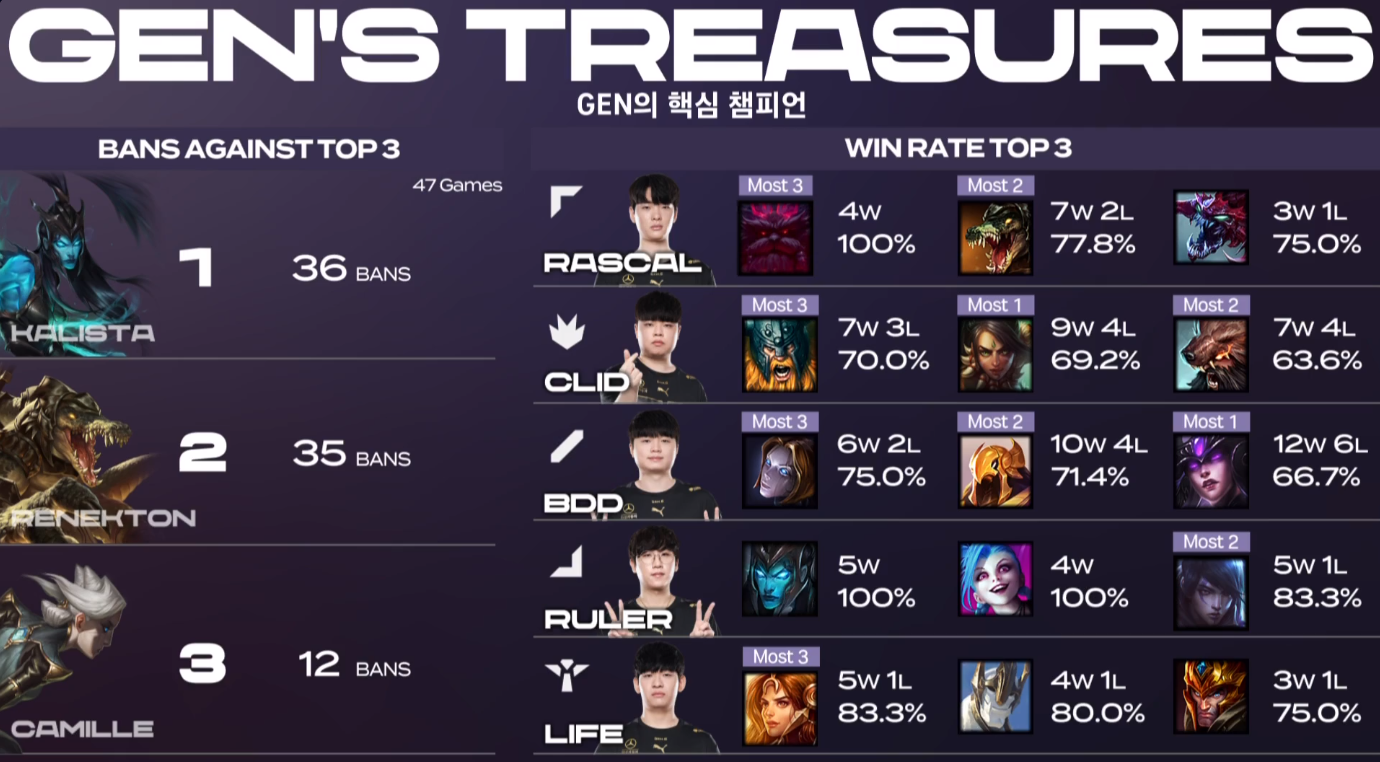 GEN'S TREASURES
GEN의 핵심 챔피언
BANS AGAINST TOP 3
47 Games
1
36 BANS
KALISTA
2
35 BANS
RENEKTON
3
12 BANS
CAMILLE
WIN RATE TOP 3
RASCAL
Most 3
4W
100%
Most 2
7W 2L
77.8%
3W 1L
75.0%
CLID
Most 3
7W 3L
70.0%
Most 1
9W 4L
69.2%
Most 2
7W 4L
63.6%
BDD
Most 3
6W 2L
75.0%
Most 2
10W 4L
71.4%
Most 1
12W 6L
66.7%
RULER
5W
100%
4W
100%
Most 2
5W 1L
83.3%
LIFE
Most 3
5W 1L
83.3%
4W 1L
80.0%
3W 1L
75.0%